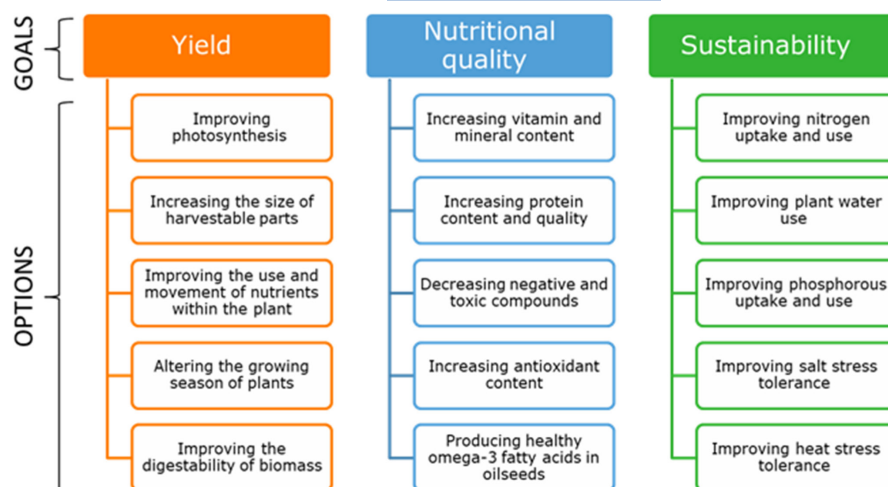 GOALS
Yield
Nutritional
quality
Sustainability
OPTIONS
Improving
photosynthesis
Increasing the size of
harvestable parts
Improving the use and
movement of nutrients
within the plant
Altering the growing
season of plants
Improving the
digestability of biomass
Increasing vitamin and
mineral content
Increasing protein
content and quality
Decreasing negative and
toxic compounds
Increasing antioxidant
content
Producing healthy
omega-3 fatty acids in
oilseeds
Improving nitrogen
uptake and use
Improving plant water
use
Improving phosphorous
uptake and use
Improving salt stress
tolerance
Improving heat stress
tolerance